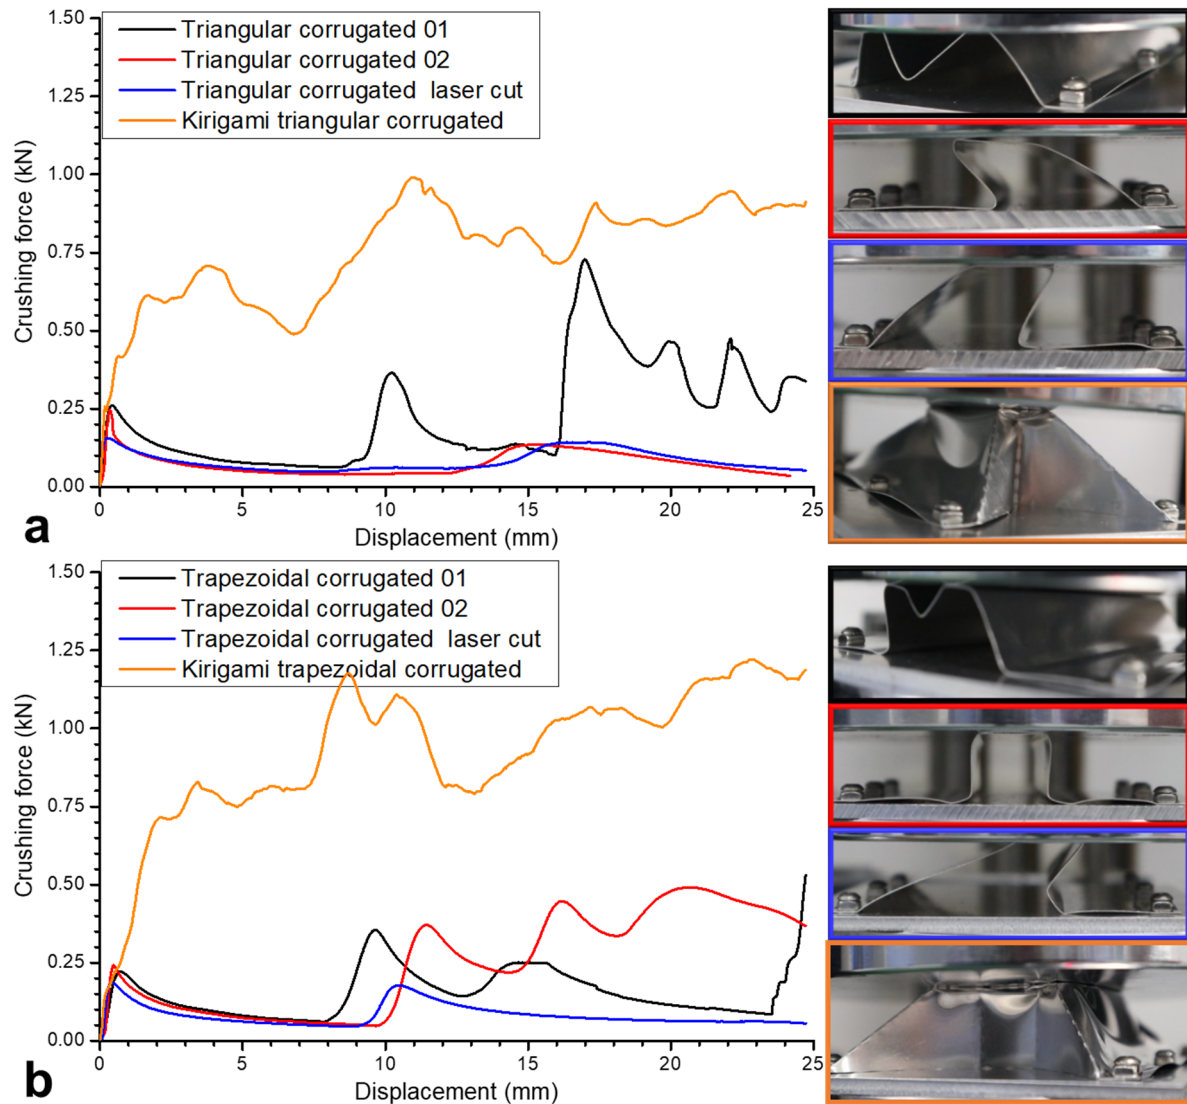 1.50
Triangular corrugated 01
Triangular corrugated 02
Triangular corrugated laser cut
Kirigami triangular corrugated
1.25
1.00
0.75
0.50
0.25
0.00
Crushing force (kN)
0 5 10 15 20 25
Displacement (mm)
a
1.50
Trapezoidal corrugated 01
Trapezoidal corrugated 02
Trapezoidal corrugated laser cut
Kirigami trapezoidal corrugated
1.25
1.00
0.75
0.50
0.25
0.00
Crushing force (kN)
0 5 10 15 20 25
Displacement (mm)
b